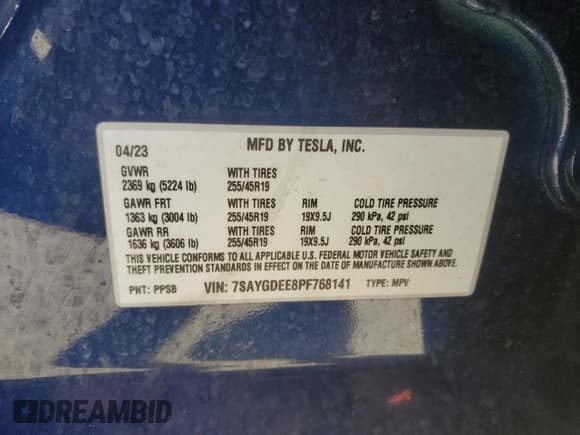 04/23 MFD BY TESLA, INC.
GVWR WITH TIRES
2369 kg (5224 lb) 255/45R19
GAWR FRT WITH TIRES RIM COLD TIRE PRESSURE
1363 kg (3004 lb) 255/45R19 19X9.5J 290 kPa, 42 psi
GAWR RR WITH TIRES RIM COLD TIRE PRESSURE
1636 kg (3606 lb) 255/45R19 19X9.5J 290 kPa, 42 psi
THIS VEHICLE CONFORMS TO ALL APPLICABLE U.S. FEDERAL MOTOR VEHICLE SAFETY AND
THEFT PREVENTION STANDARDS IN EFFECT ON THE DATE OF MANUFACTURE SHOWN ABOVE.
PNT: PPSB VIN: 7SAYGDEE8PF768141 TYPE: MPV
DREAMBID